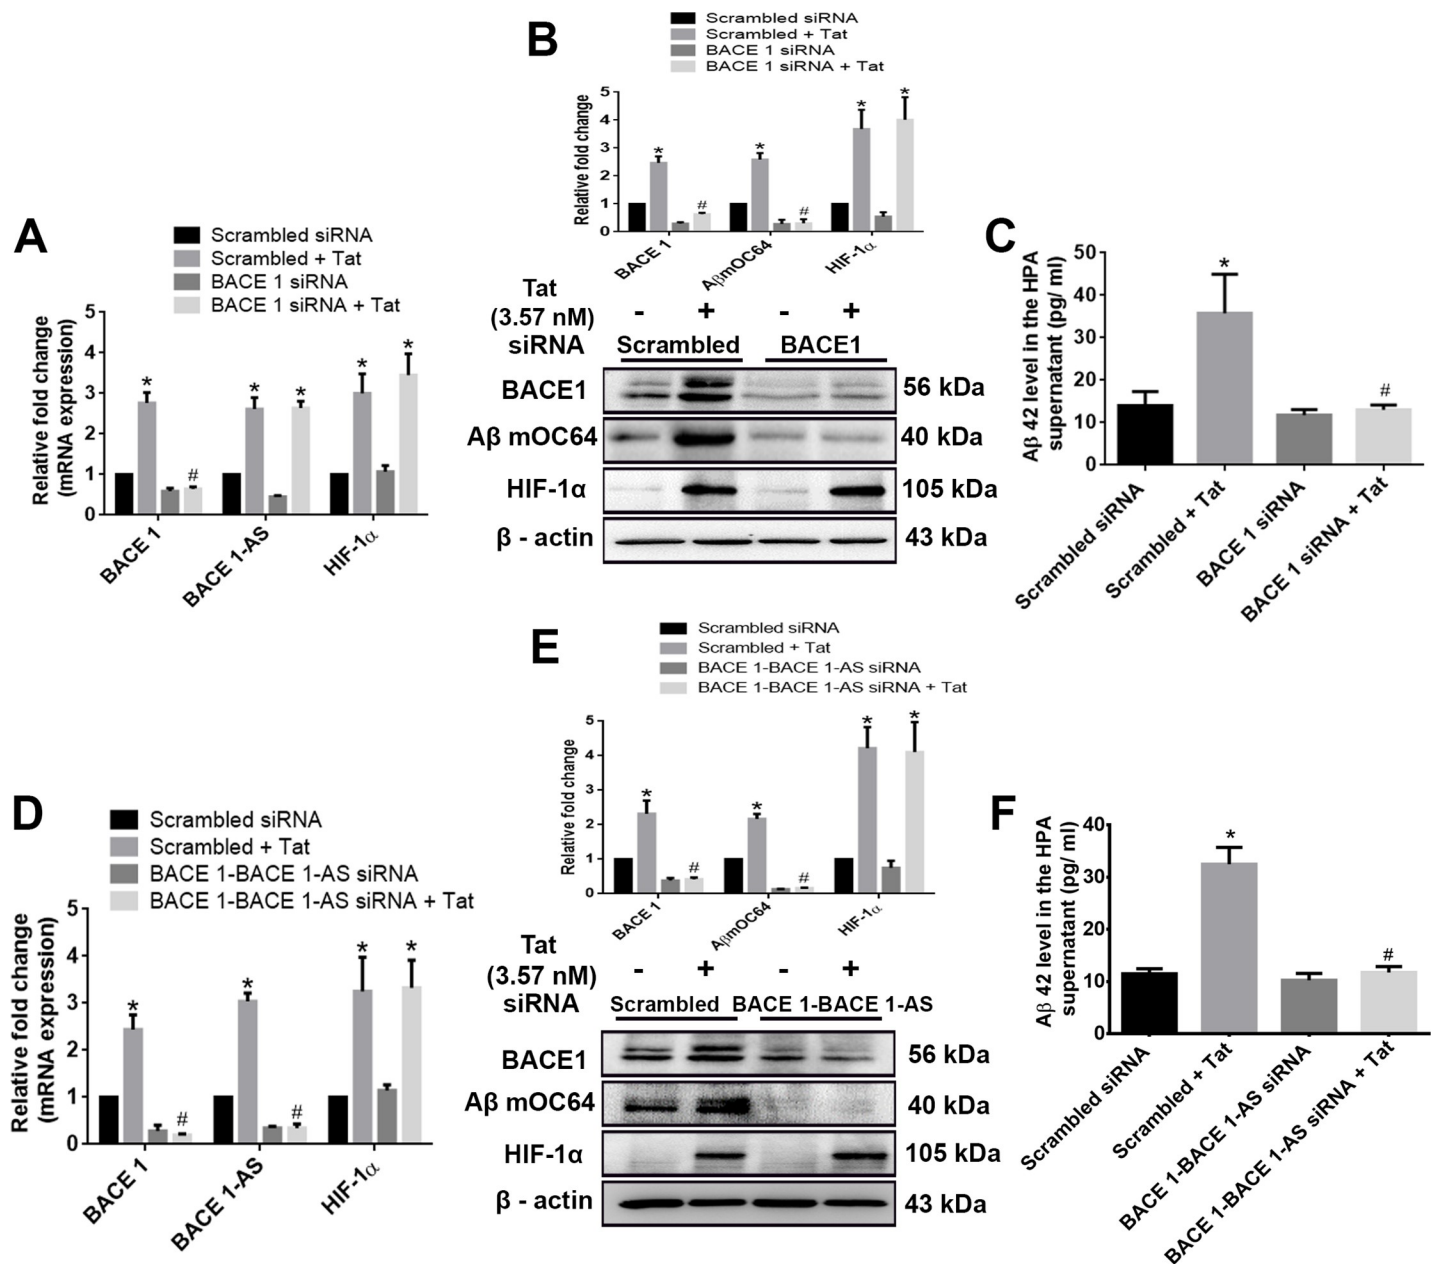 A
Scrambled siRNA
Scrambled + Tat
BACE 1 siRNA
BACE 1 siRNA + Tat
Relative fold change
(mRNA expression)
5
4
3
2
1
0
*
*
*
*
*
#
BACE 1
BACE 1-AS
HIF-1α
B
Scrambled siRNA
Scrambled + Tat
BACE 1 siRNA
BACE 1 siRNA + Tat
Relative fold change
5
4
3
2
1
0
*
#
*
#
*
*
BACE 1
AβmOC64
HIF-1α
Tat
(3.57 nM)
- + - +
siRNA
Scrambled BACE1
BACE1 56 kDa
Aβ mOC64 40 kDa
HIF-1α 105 kDa
β - actin 43 kDa
C
Aβ 42 level in the HPA
supernatant (pg/ ml)
50
40
30
20
10
0
*
#
Scrambled siRNA
Scrambled + Tat
BACE 1 siRNA
BACE 1 siRNA + Tat
D
Scrambled siRNA
Scrambled + Tat
BACE 1-BACE 1-AS siRNA
BACE 1-BACE 1-AS siRNA + Tat
Relative fold change
(mRNA expression)
5
4
3
2
1
0
*
#
*
#
*
*
BACE 1
BACE 1-AS
HIF-1α
E
Scrambled siRNA
Scrambled + Tat
BACE 1-BACE 1-AS siRNA
BACE 1-BACE 1-AS siRNA + Tat
Relative fold change
5
4
3
2
1
0
*
#
*
#
*
*
BACE 1
AβmOC64
HIF-1α
Tat
(3.57 nM)
- + - +
siRNA
Scrambled BACE 1-BACE 1-AS
BACE1 56 kDa
Aβ mOC64 40 kDa
HIF-1α 105 kDa
β - actin 43 kDa
F
Aβ 42 level in the HPA
supernatant (pg/ ml)
40
30
20
10
0
*
#
Scrambled siRNA
Scrambled + Tat
BACE 1-BACE 1-AS siRNA
BACE 1-BACE 1-AS siRNA + Tat